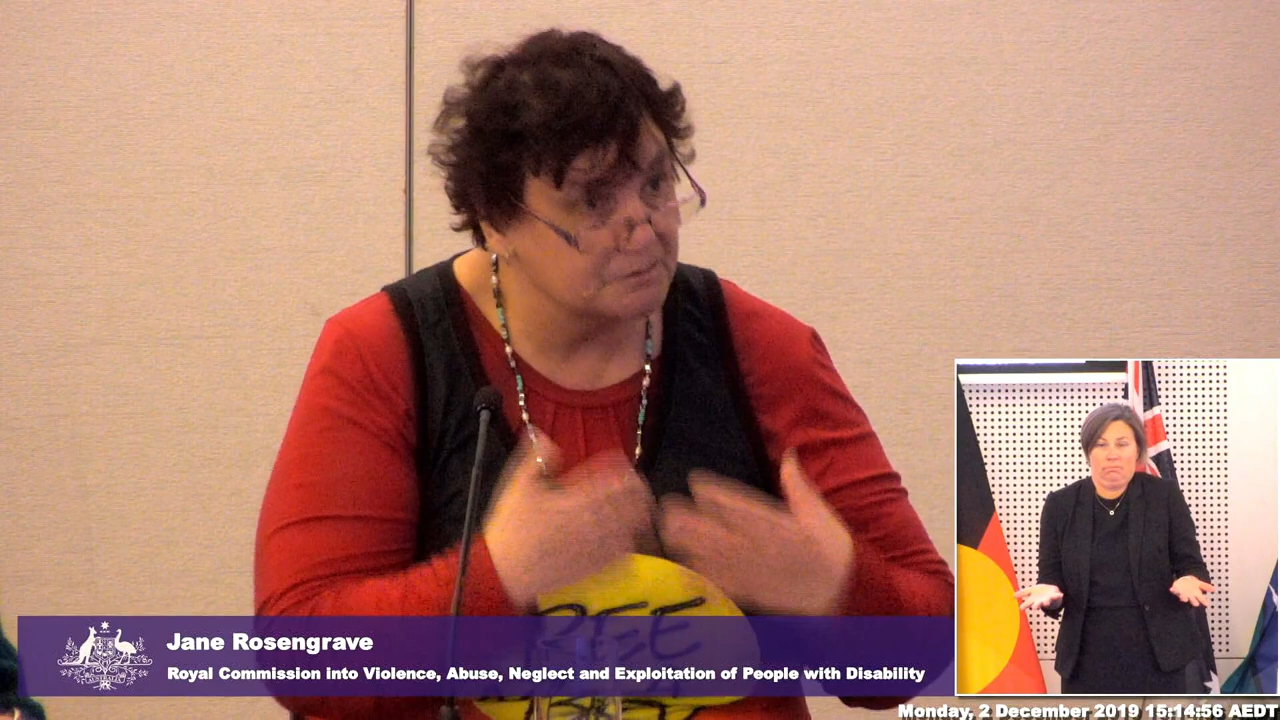 SEE
Jane Rosengrave
Royal Commission into Violence, Abuse, Neglect and Exploitation of People with Disability
Monday, 2 December 2019 15:14:56 AEDT